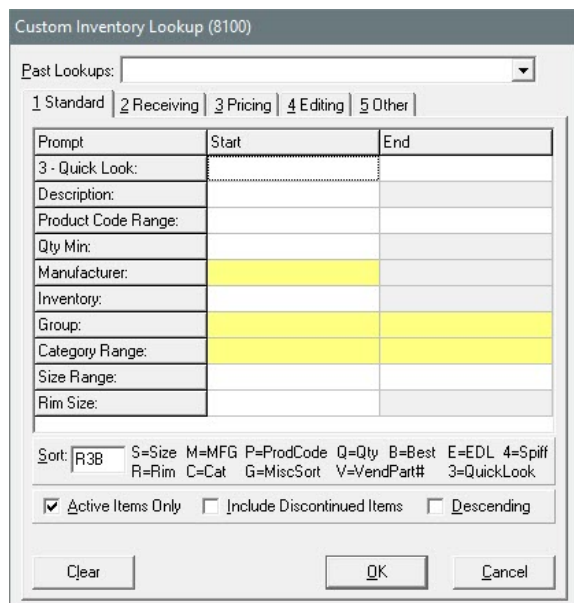 Custom Inventory Lookup (8100)
Past Lookups:
1 Standard 2 Receiving 3 Pricing 4 Editing 5 Other
Prompt Start End
3 - Quick Look:
Description:
Product Code Range:
Qty Min:
Manufacturer:
Inventory:
Group:
Category Range:
Size Range:
Rim Size:
Sort: R3B S=Size M=MFG P=ProdCode Q=Qty B=Best E=EDL 4=Spiff
R=Rim C=Cat G=MiscSort V=VendPart# 3=QuickLook
Active Items Only Include Discontinued Items Descending
Clear OK Cancel